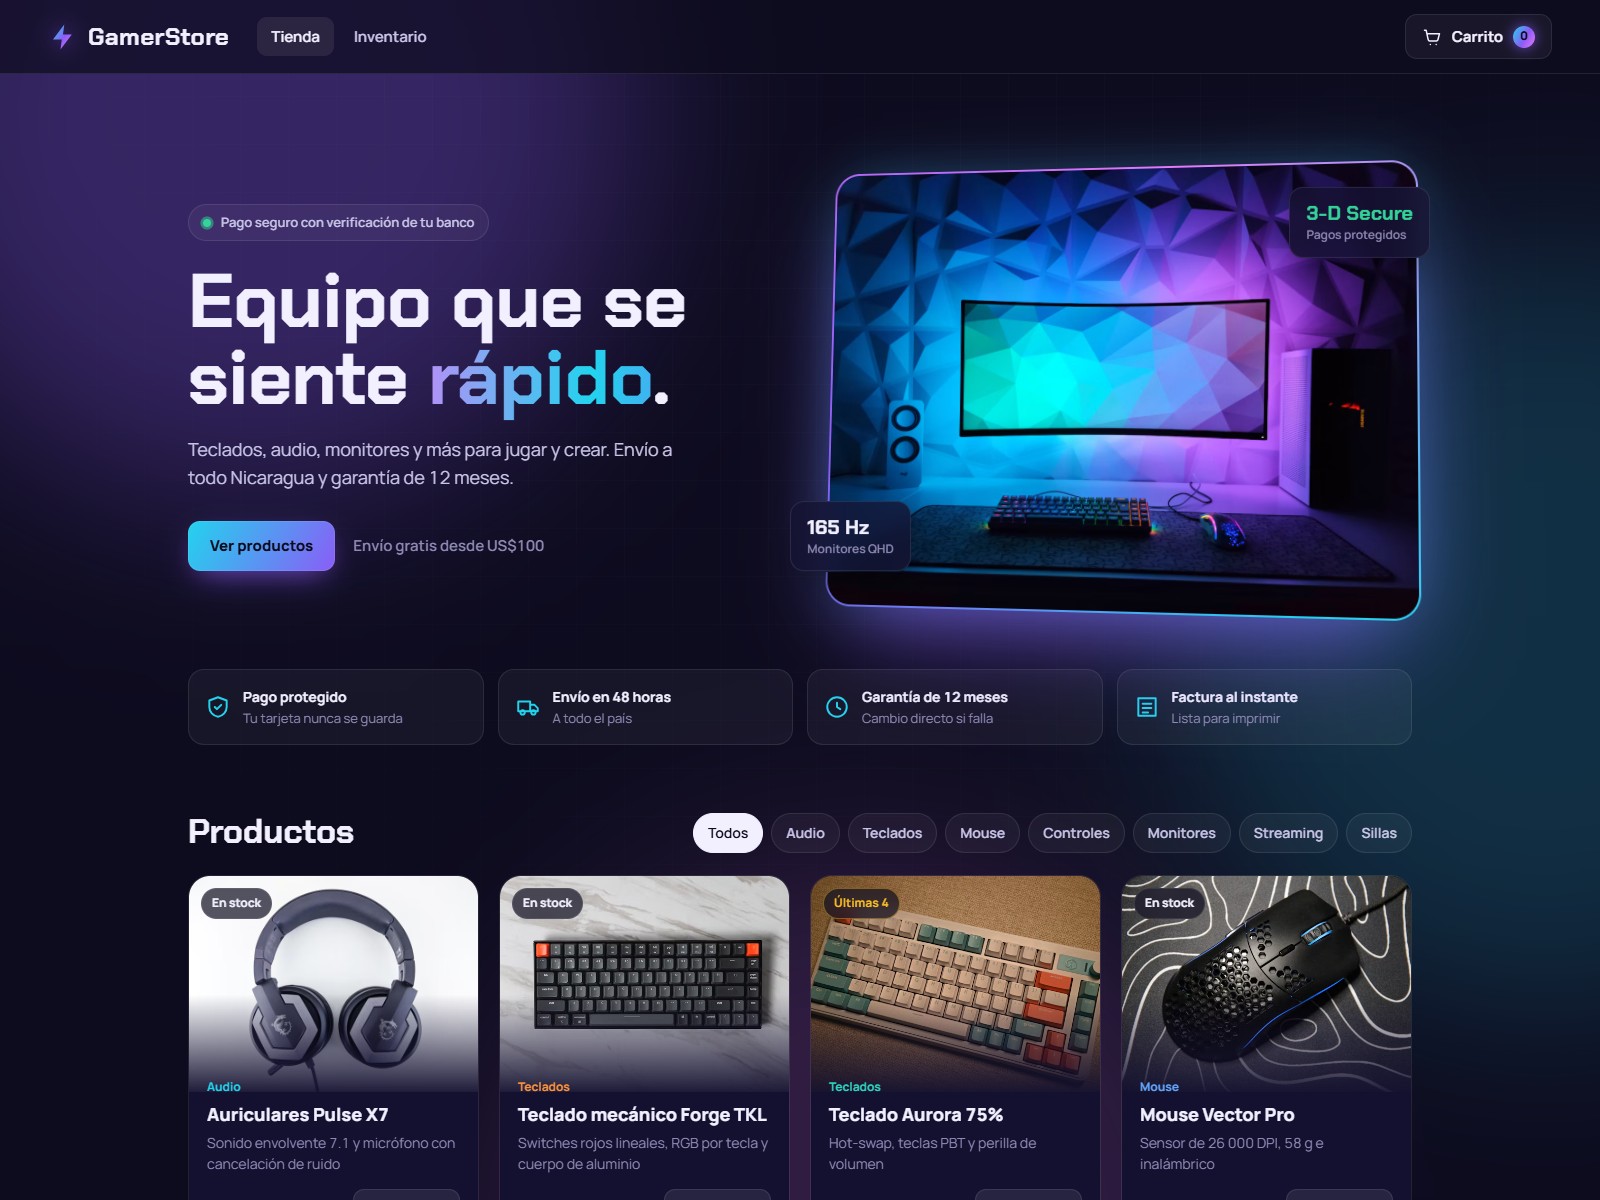 GamerStore
Tienda
Inventario
Carrito 0
Pago seguro con verificación de tu banco
Equipo que se
siente rápido.
Teclados, audio, monitores y más para jugar y crear. Envío a
todo Nicaragua y garantía de 12 meses.
Ver productos
Envío gratis desde US$100
3-D Secure
Pagos protegidos
165 Hz
Monitores QHD
Pago protegido
Tu tarjeta nunca se guarda
Envío en 48 horas
A todo el país
Garantía de 12 meses
Cambio directo si falla
Factura al instante
Lista para imprimir
Productos
Todos
Audio
Teclados
Mouse
Controles
Monitores
Streaming
Sillas
En stock
Audio
Auriculares Pulse X7
Sonido envolvente 7.1 y micrófono con
cancelación de ruido
En stock
Teclados
Teclado mecánico Forge TKL
Switches rojos lineales, RGB por tecla y
cuerpo de aluminio
Últimas 4
Teclados
Teclado Aurora 75%
Hot-swap, teclas PBT y perilla de
volumen
En stock
Mouse
Mouse Vector Pro
Sensor de 26 000 DPI, 58 g e
inalámbrico